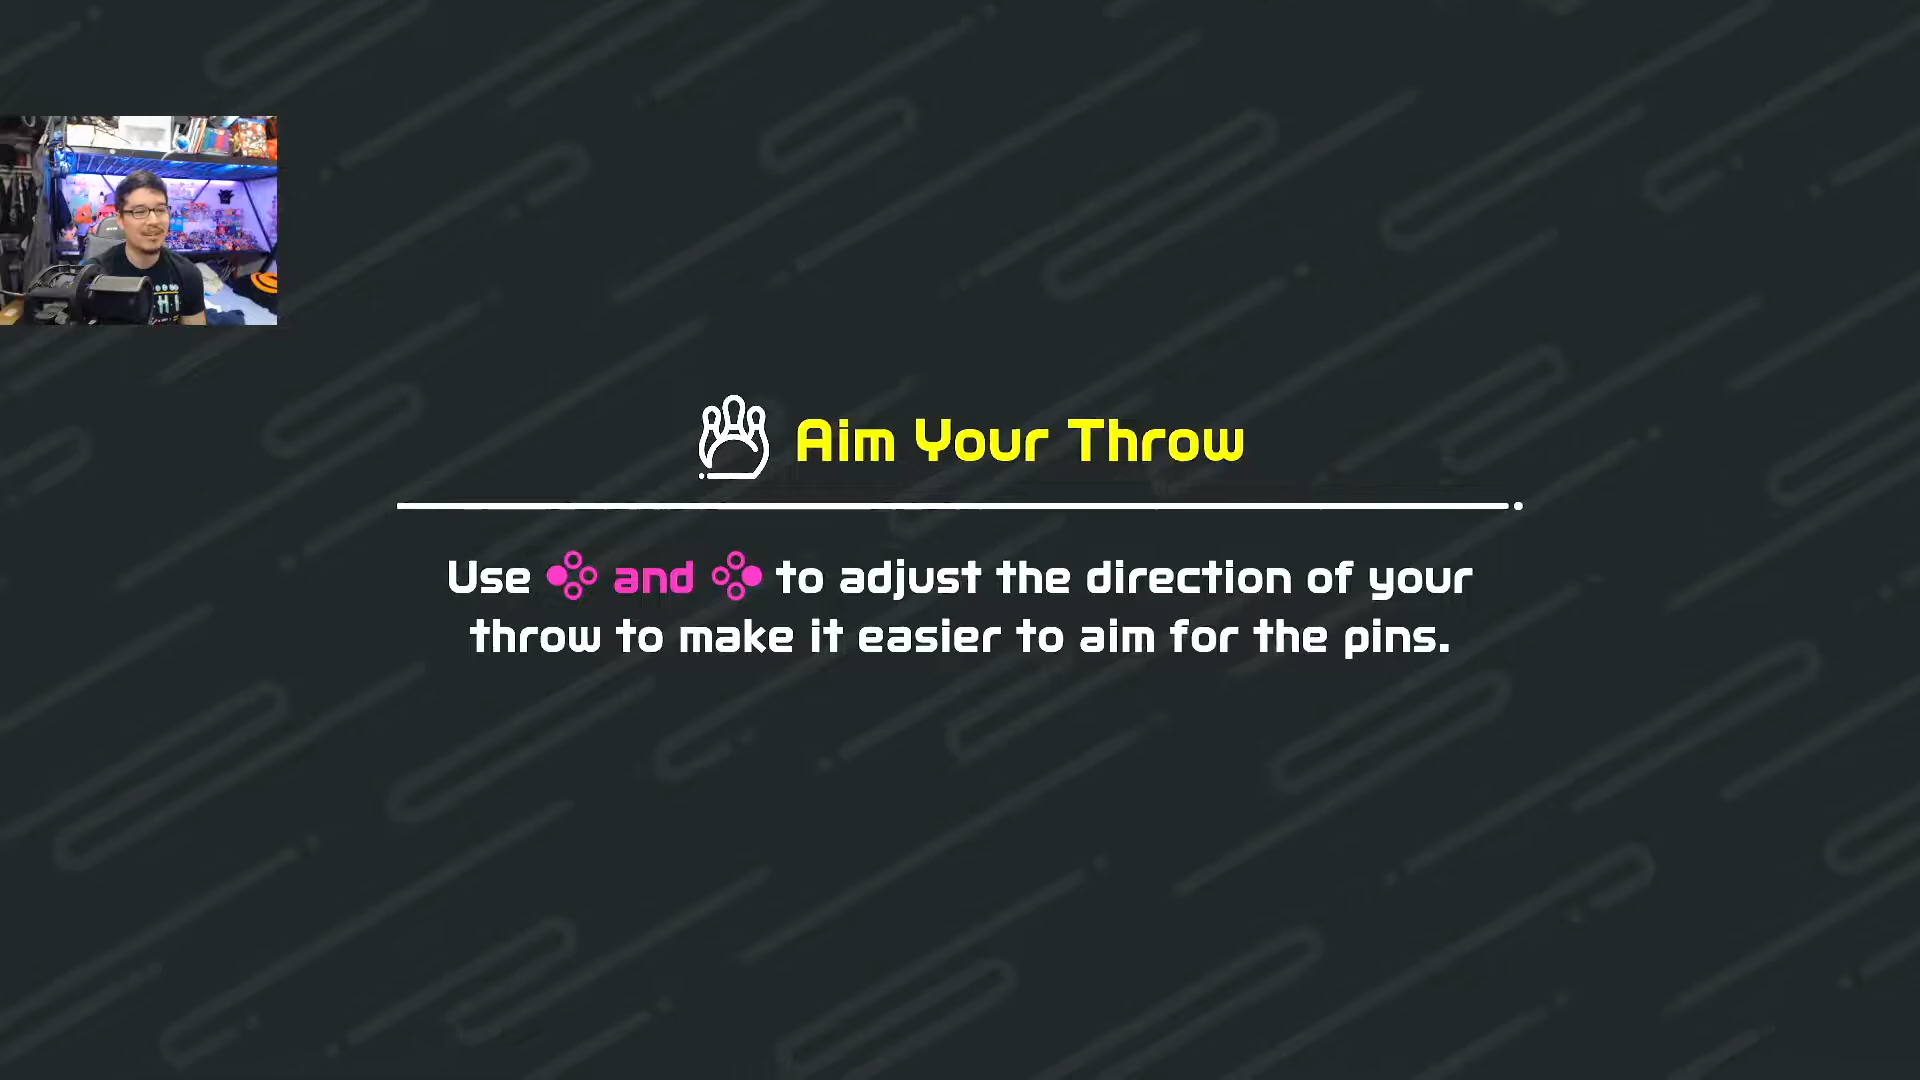 Aim Your Throw
Use and to adjust the direction of your
throw to make it easier to aim for the pins.